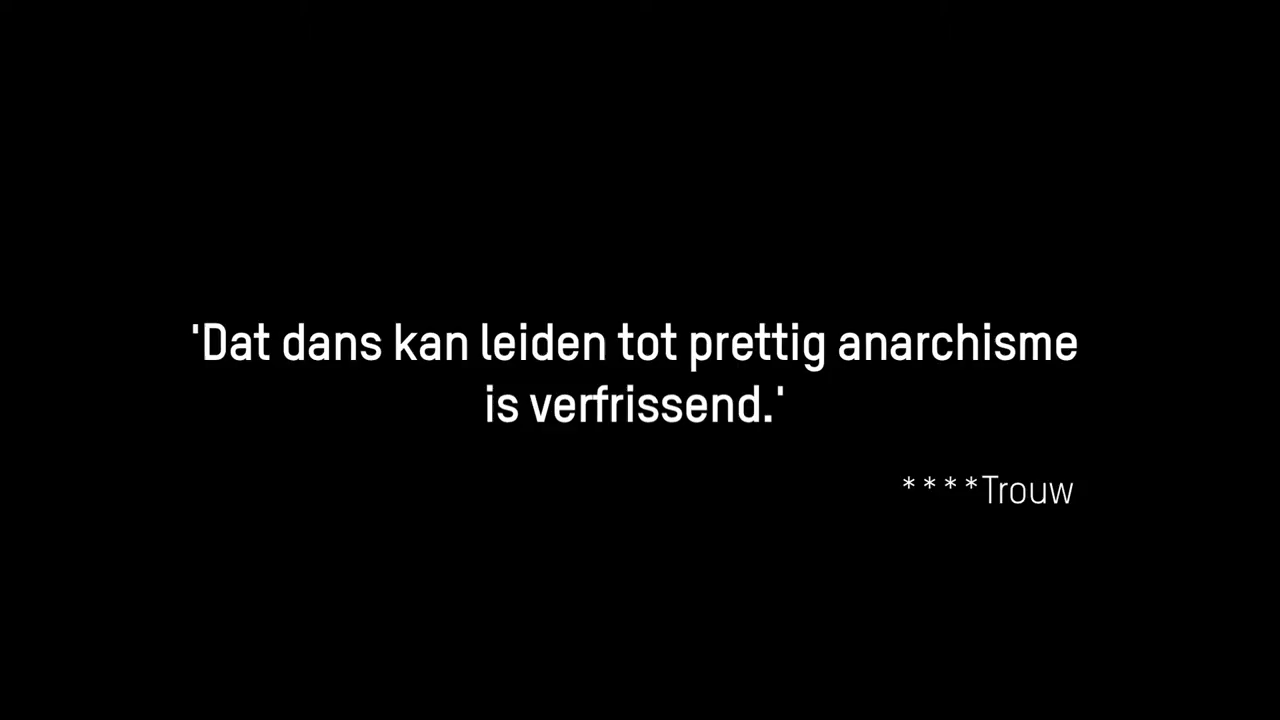 'Dat dans kan leiden tot prettig anarchisme
is verfrissend.'
****Trouw